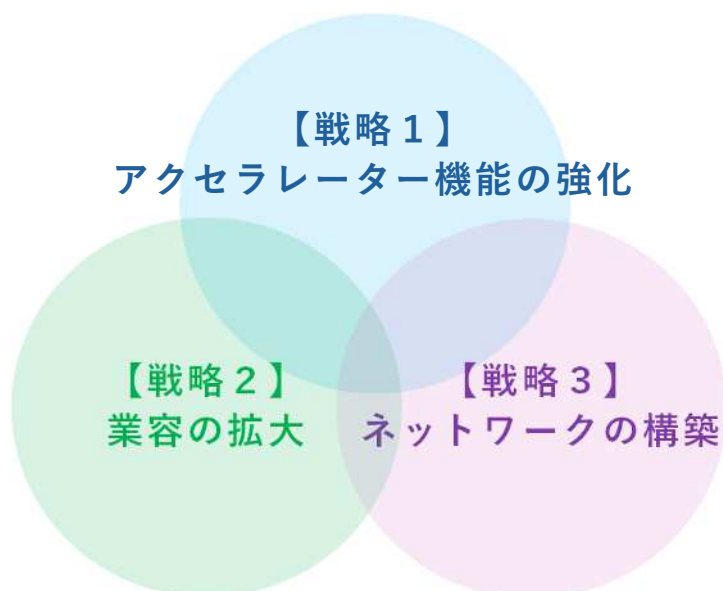 【戦略１】
アクセラレーター機能の強化
【戦略２】
業容の拡大
【戦略３】
ネットワークの構築